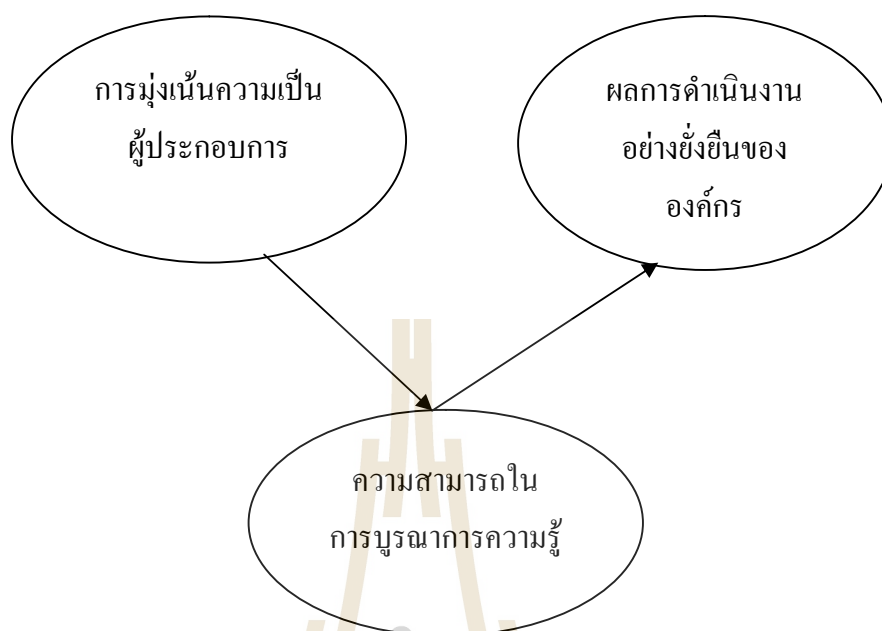 การมุ่งเน้นความเป็น
ผู้ประกอบการ
ผลการดำเนินงาน
อย่างยั่งยืนของ
องค์กร
ความสามารถใน
การบูรณาการความรู้